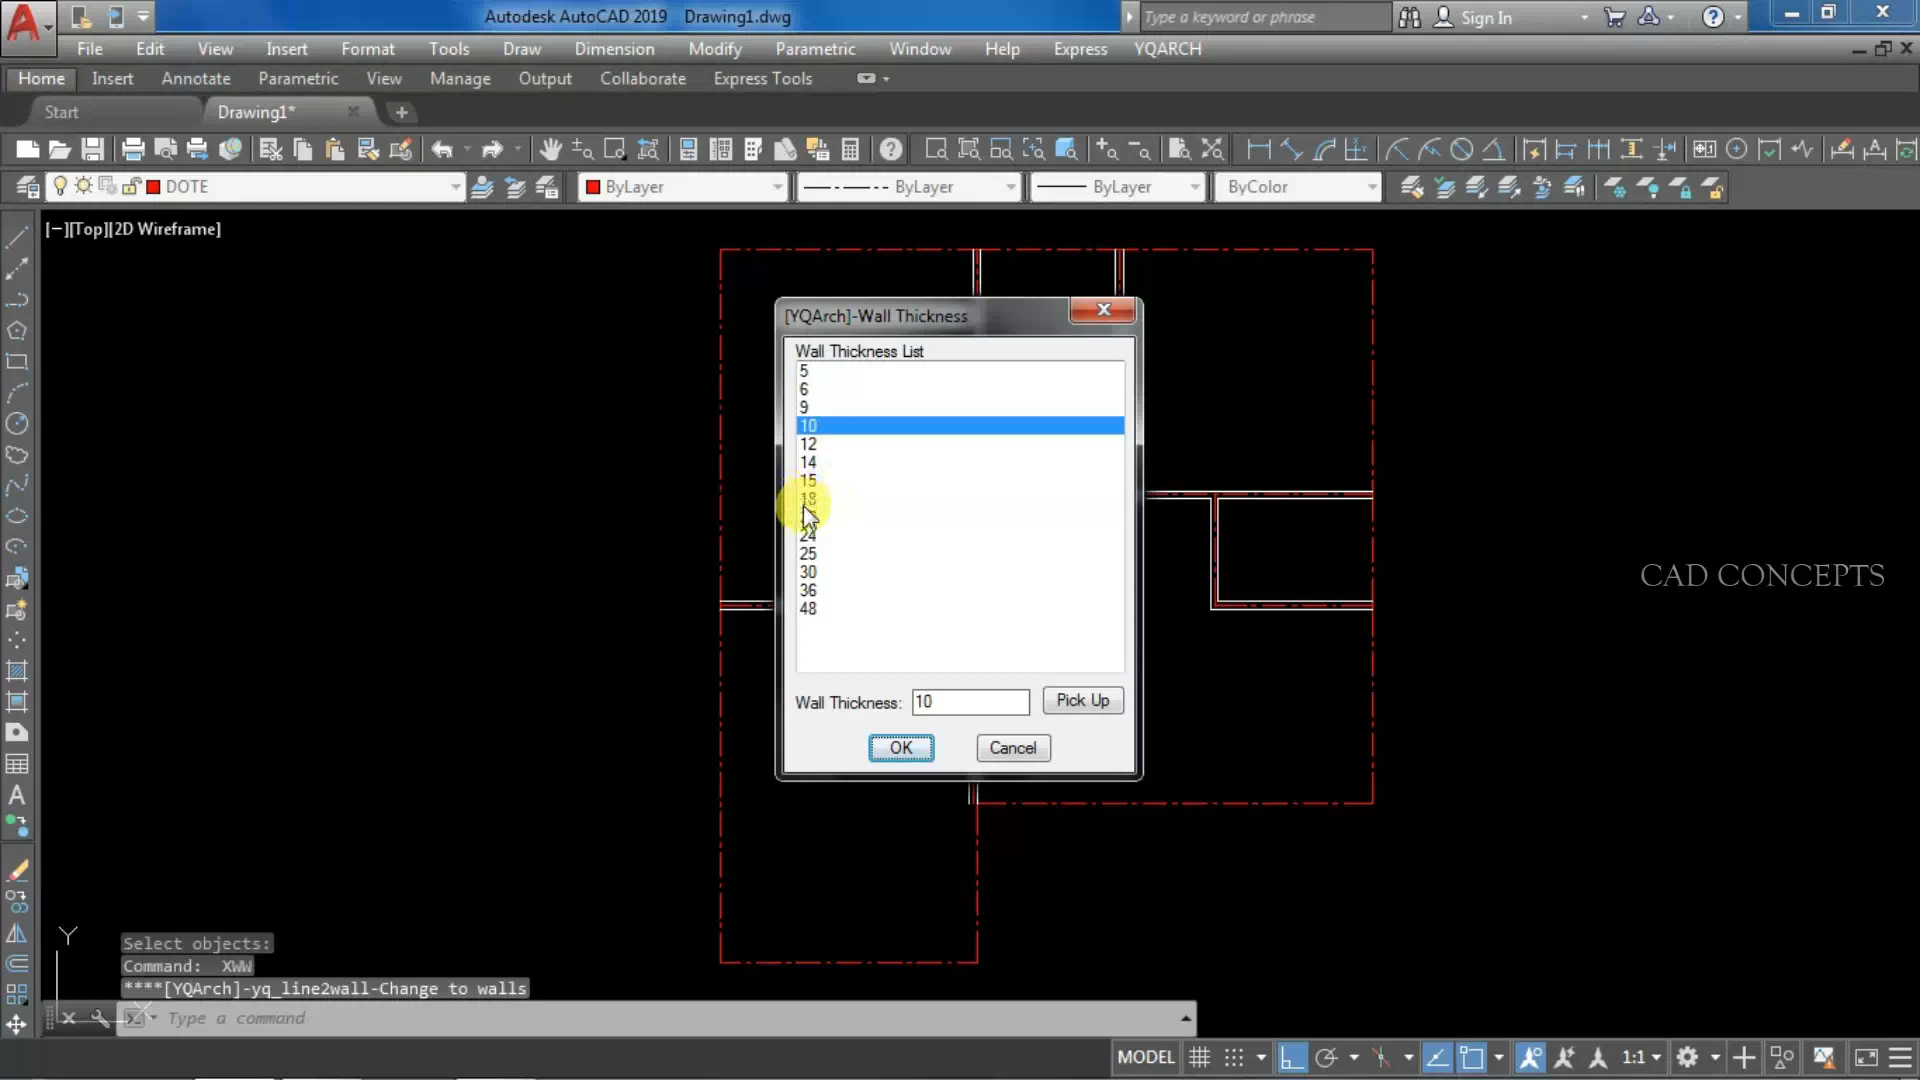 Autodesk AutoCAD 2019 Drawing1.dwg
Type a keyword or phrase
Sign In
File Edit View Insert Format Tools Draw Dimension Modify Parametric Window Help Express YQARCH
Home Insert Annotate Parametric View Manage Output Collaborate Express Tools
Start Drawing1*
DOTE ByLayer ByLayer ByLayer ByColor
[−][Top][2D Wireframe]
[YQArch]-Wall Thickness
Wall Thickness List
5
6
9
10
12
14
15
18
24
25
30
36
48
Wall Thickness: 10 Pick Up
OK Cancel
CAD CONCEPTS
Y
Select objects:
Command: XWW
****[YQArch]-yq_line2wall-Change to walls
Type a command
MODEL 1:1